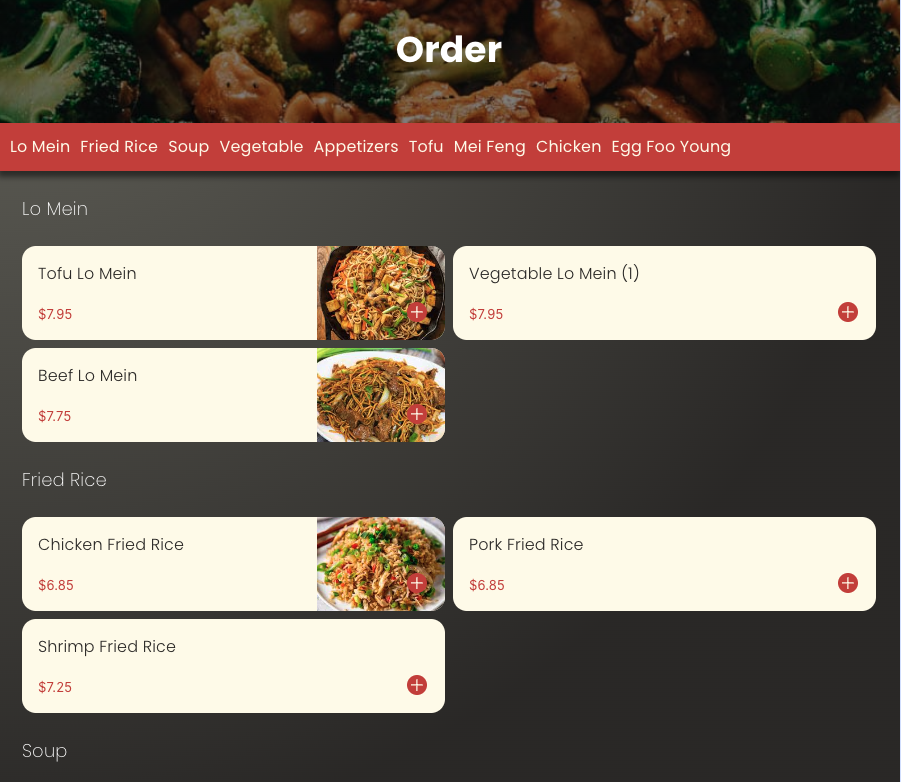 Order
Lo Mein Fried Rice Soup Vegetable Appetizers Tofu Mei Feng Chicken Egg Foo Young
Lo Mein
Tofu Lo Mein
$7.95
Vegetable Lo Mein (1)
$7.95
Beef Lo Mein
$7.75
Fried Rice
Chicken Fried Rice
$6.85
Pork Fried Rice
$6.85
Shrimp Fried Rice
$7.25
Soup